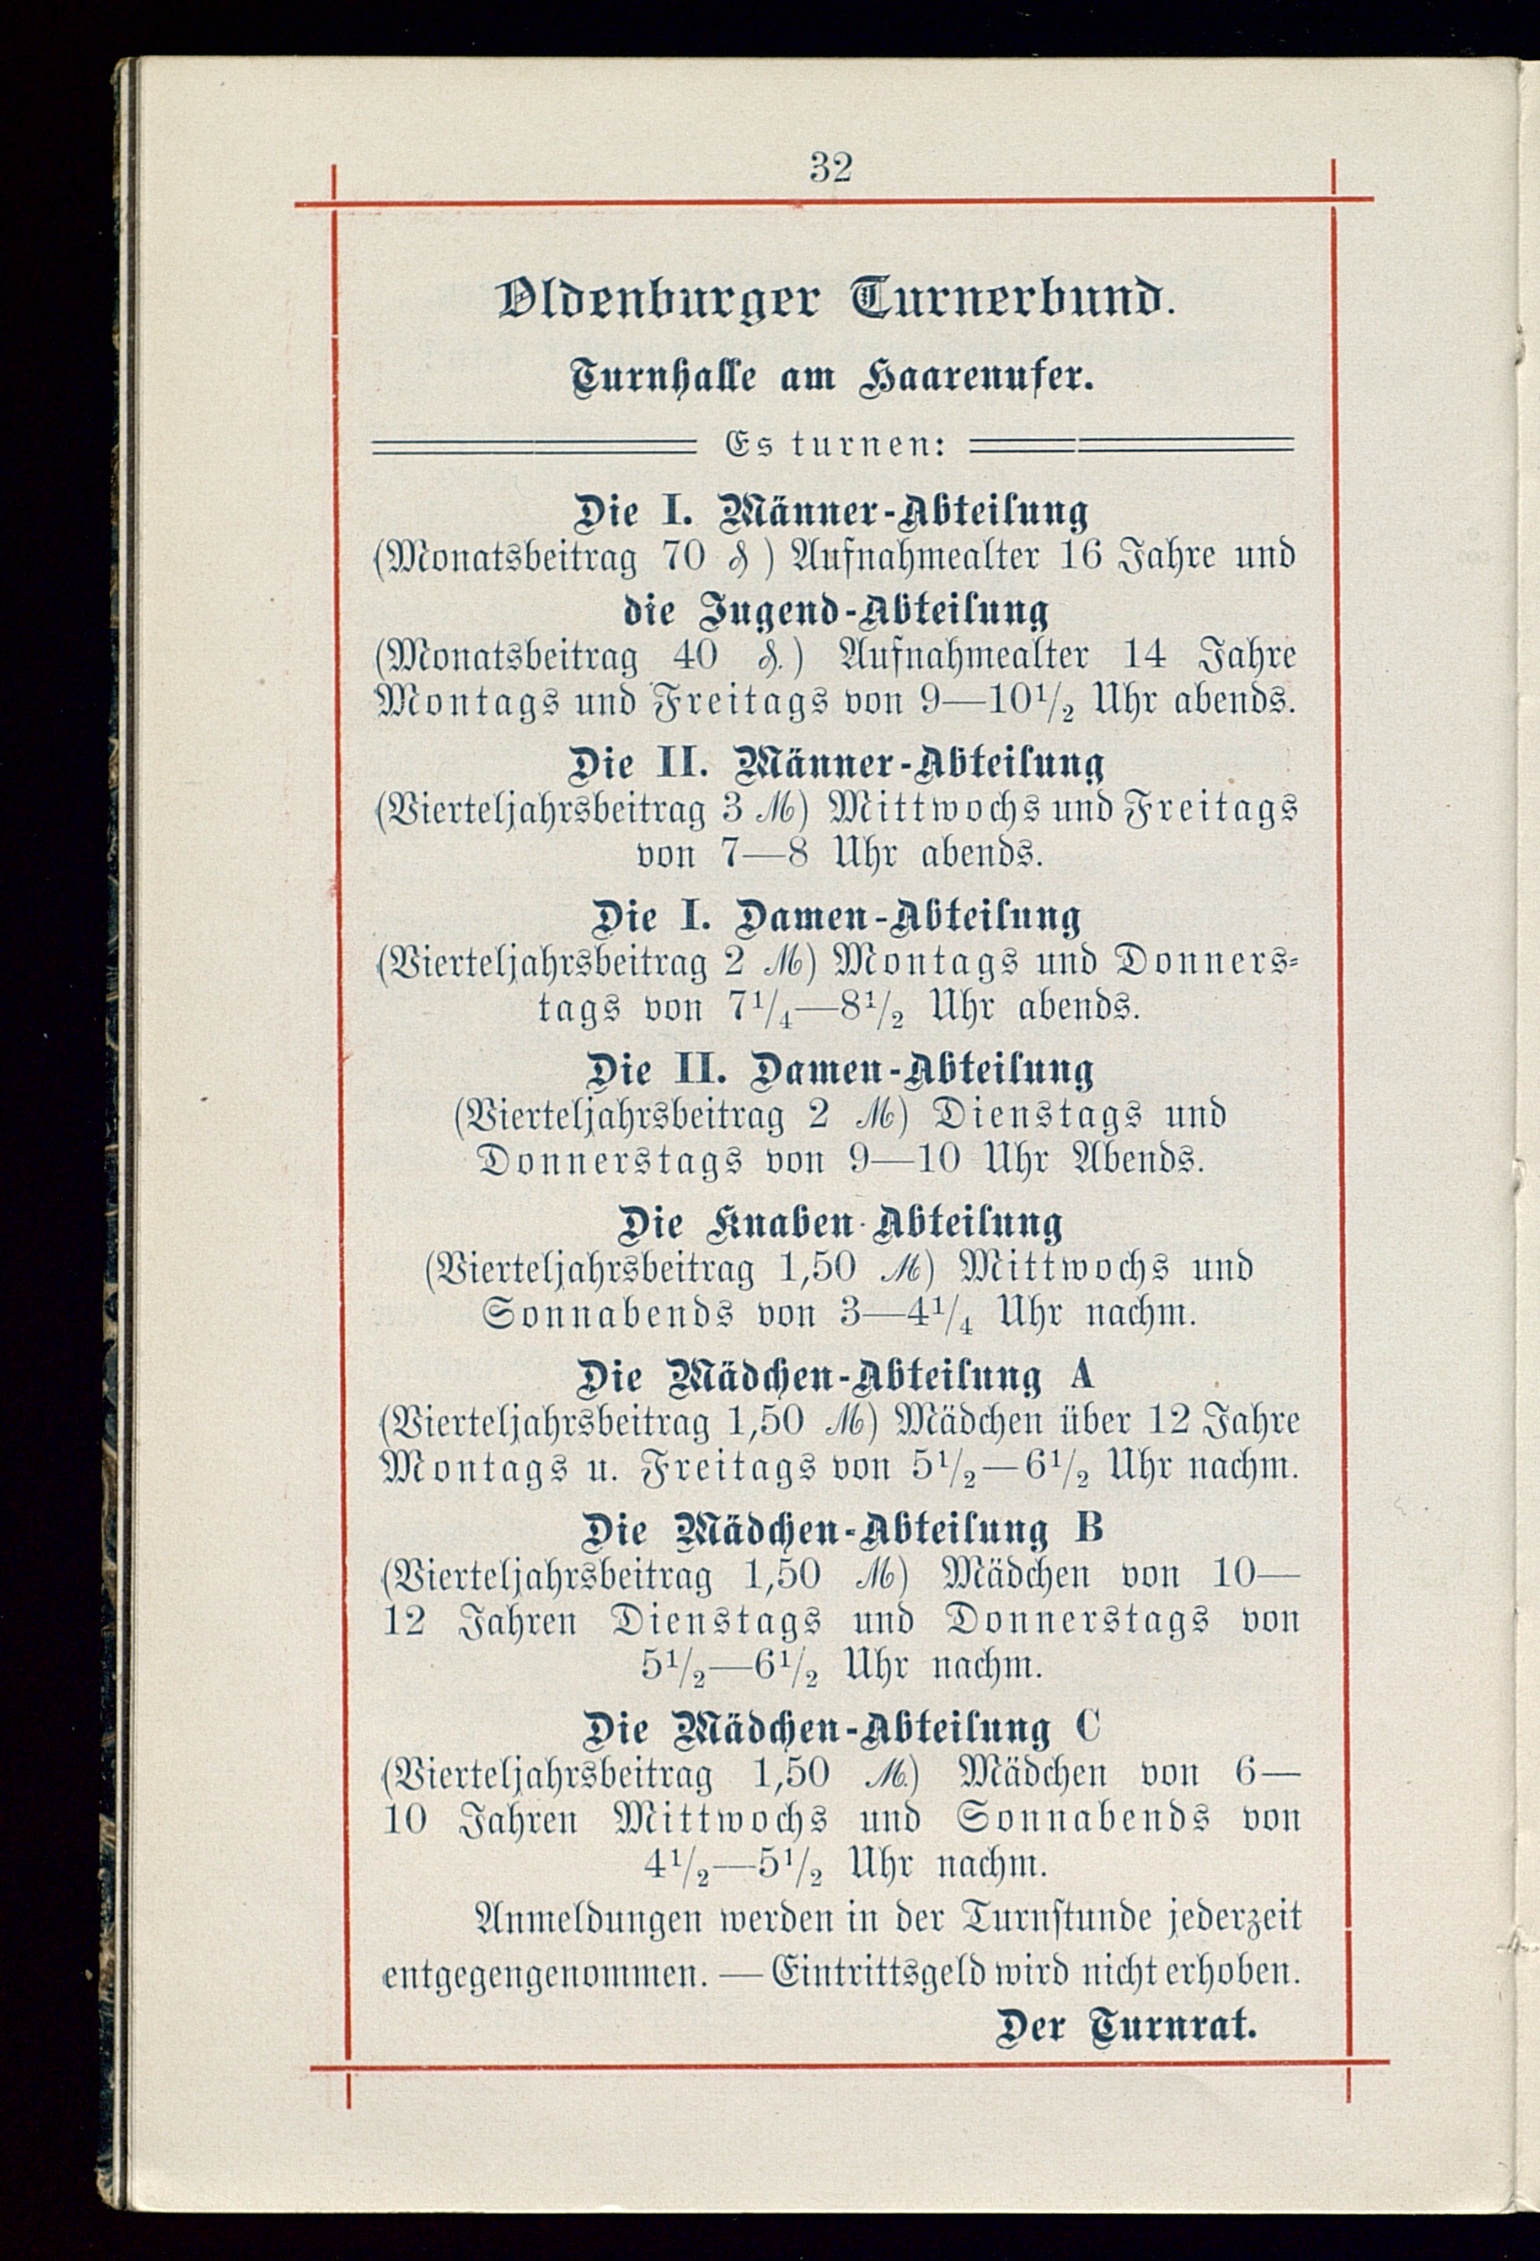 32
Oldenburger Turnerbund.
Turnhalle am Haarenufer.
Es turnen:
Die I. Männer-Abteilung
(Monatsbeitrag 70 ₰) Aufnahmealter 16 Jahre und
die Jugend-Abteilung
(Monatsbeitrag 40 ₰.) Aufnahmealter 14 Jahre
Montags und Freitags von 9—10¹/₂ Uhr abends.
Die II. Männer-Abteilung
(Vierteljahrsbeitrag 3 ℳ) Mittwochs und Freitags
von 7—8 Uhr abends.
Die I. Damen-Abteilung
(Vierteljahrsbeitrag 2 ℳ) Montags und Donners-
tags von 7¹/₄—8¹/₂ Uhr abends.
Die II. Damen-Abteilung
(Vierteljahrsbeitrag 2 ℳ) Dienstags und
Donnerstags von 9—10 Uhr Abends.
Die Knaben-Abteilung
(Vierteljahrsbeitrag 1,50 ℳ) Mittwochs und
Sonnabends von 3—4¹/₄ Uhr nachm.
Die Mädchen-Abteilung A
(Vierteljahrsbeitrag 1,50 ℳ) Mädchen über 12 Jahre
Montags u. Freitags von 5¹/₂—6¹/₂ Uhr nachm.
Die Mädchen-Abteilung B
(Vierteljahrsbeitrag 1,50 ℳ) Mädchen von 10—
12 Jahren Dienstags und Donnerstags von
5¹/₂—6¹/₂ Uhr nachm.
Die Mädchen-Abteilung C
(Vierteljahrsbeitrag 1,50 ℳ.) Mädchen von 6—
10 Jahren Mittwochs und Sonnabends von
4¹/₂—5¹/₂ Uhr nachm.
Anmeldungen werden in der Turnstunde jederzeit
entgegengenommen. — Eintrittsgeld wird nicht erhoben.
Der Turnrat.